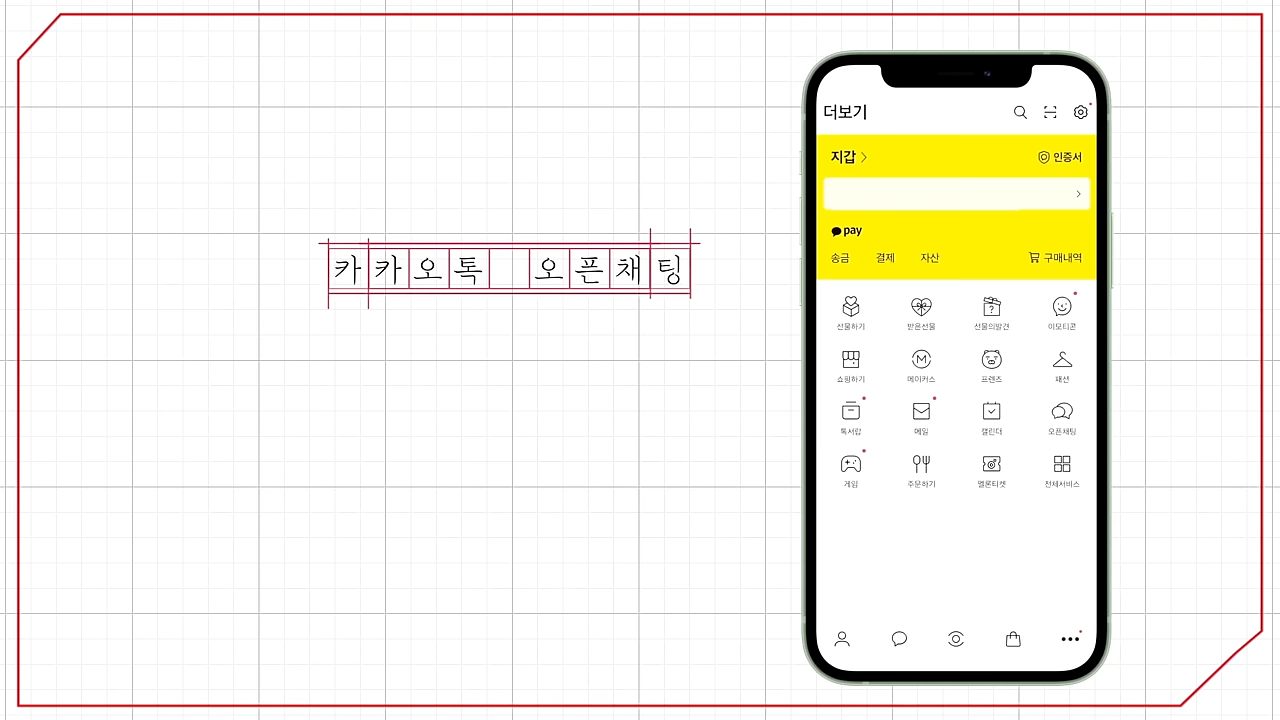 카카오톡 오픈채팅
더보기
지갑 >
인증서
pay
송금 결제 자산 구매내역
선물하기 받은선물 선물의발견 이모티콘
쇼핑하기 메이커스 프렌즈 패션
톡서랍 메일 캘린더 오픈채팅
게임 주문하기 멜론티켓 전체서비스